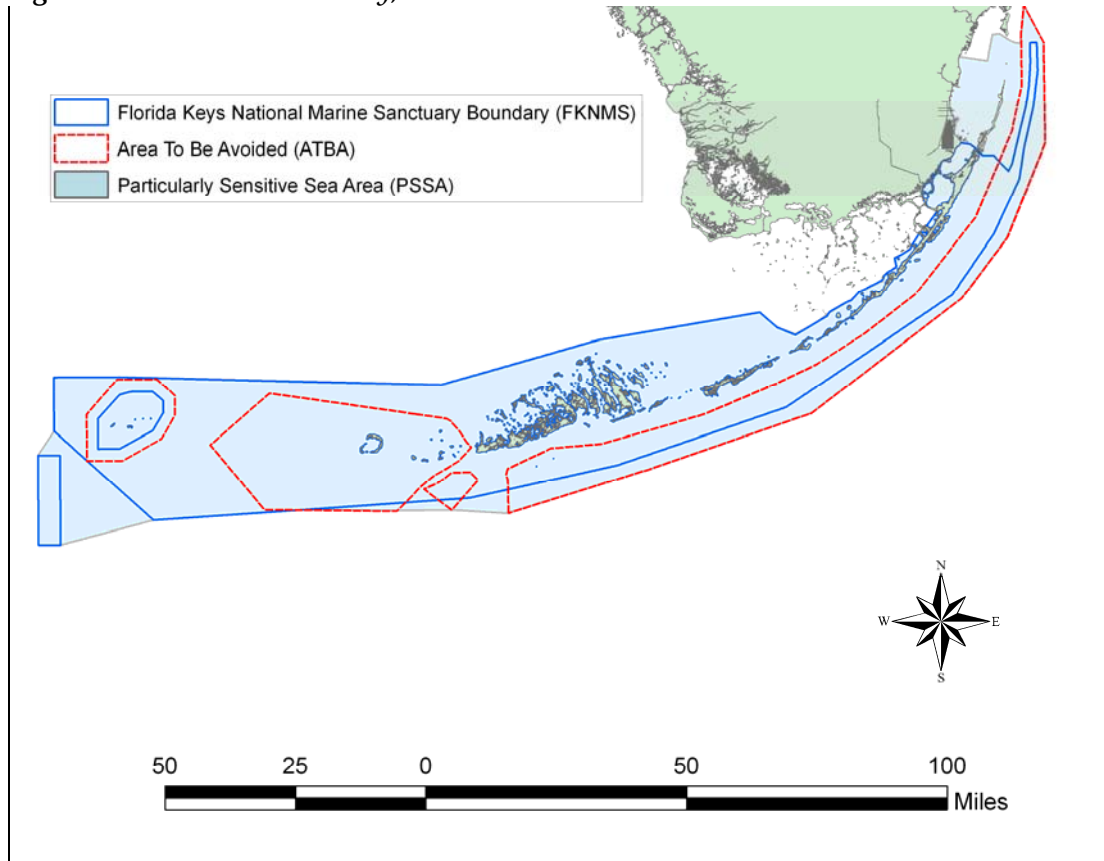 Florida Keys National Marine Sanctuary Boundary (FKNMS)
Area To Be Avoided (ATBA)
Particularly Sensitive Sea Area (PSSA)
N
W E
S
50 25 0 50 100
Miles